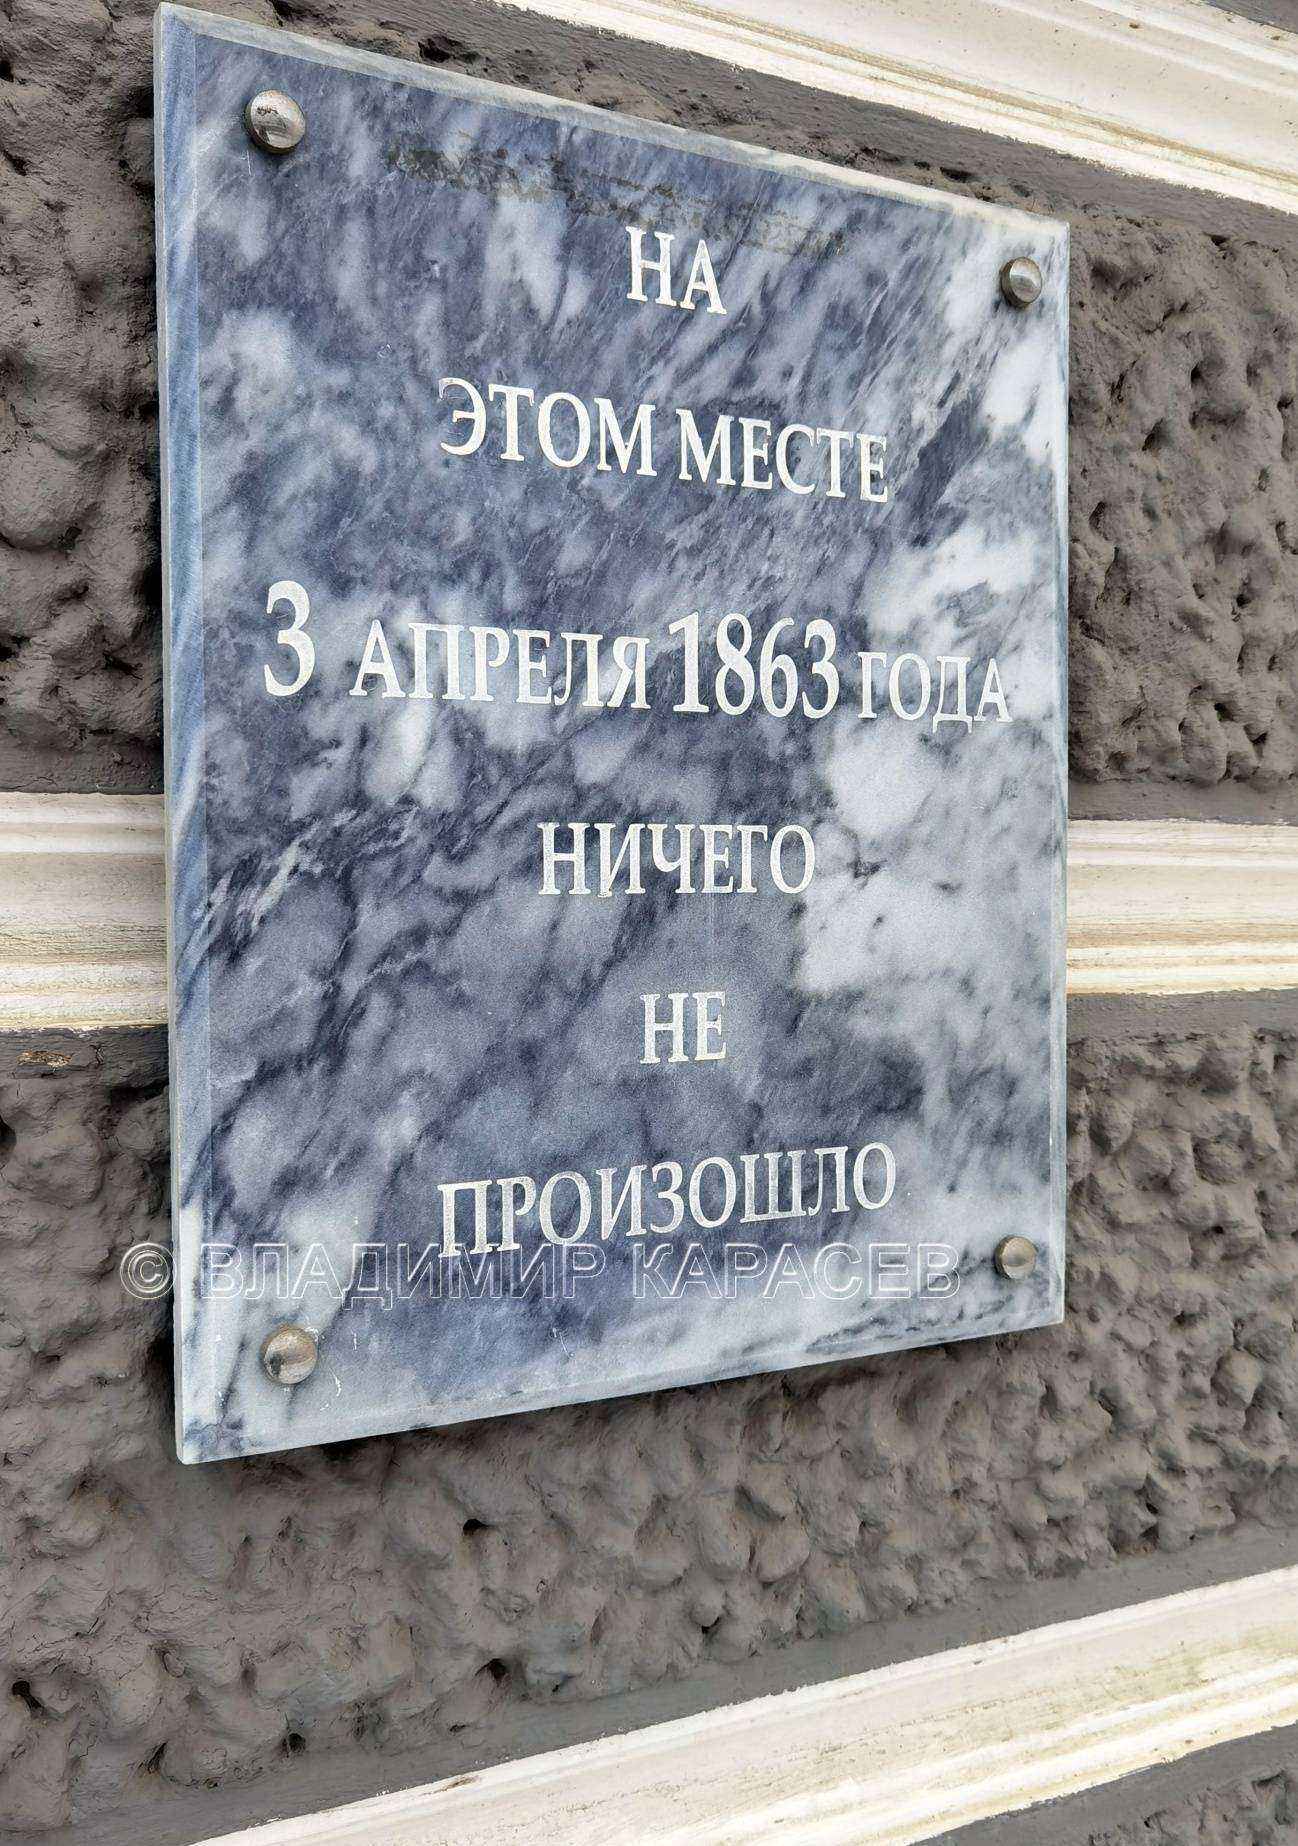 НА
ЭТОМ МЕСТЕ
3 АПРЕЛЯ 1863 ГОДА
НИЧЕГО
НЕ
ПРОИЗОШЛО
© ВЛАДИМИР КАРАСЕВ